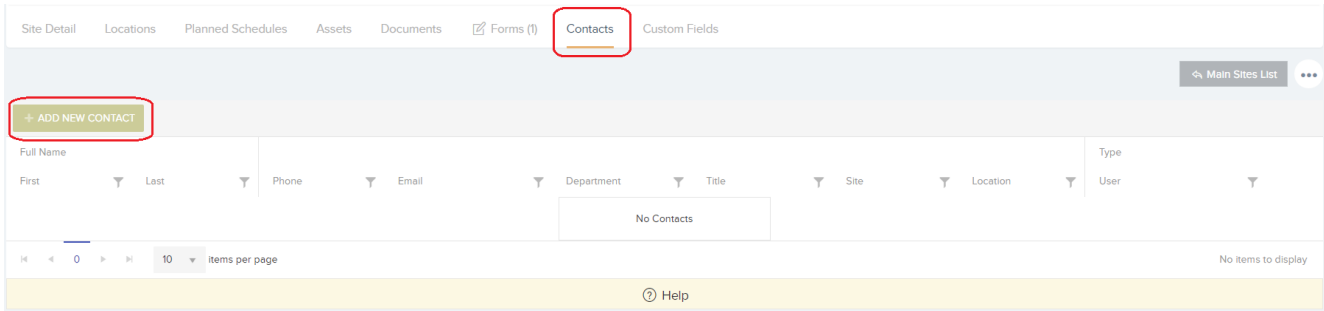 Site Detail Locations Planned Schedules Assets Documents Forms (1) Contacts Custom Fields
Main Sites List
+ ADD NEW CONTACT
Full Name Type
First Last Phone Email Department Title Site Location User
No Contacts
0 10 items per page No items to display
? Help